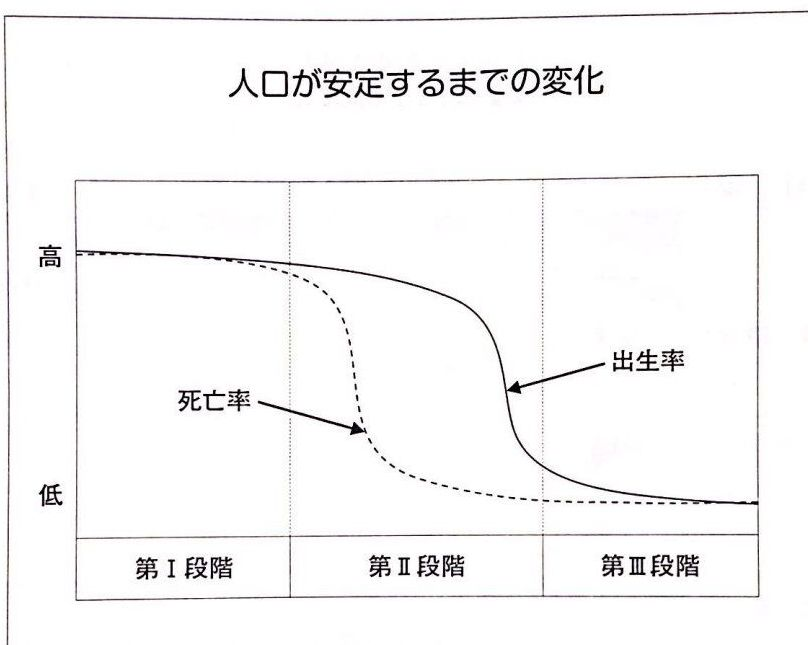 人口が安定するまでの変化
高
出生率
死亡率
低
第Ⅰ段階
第Ⅱ段階
第Ⅲ段階